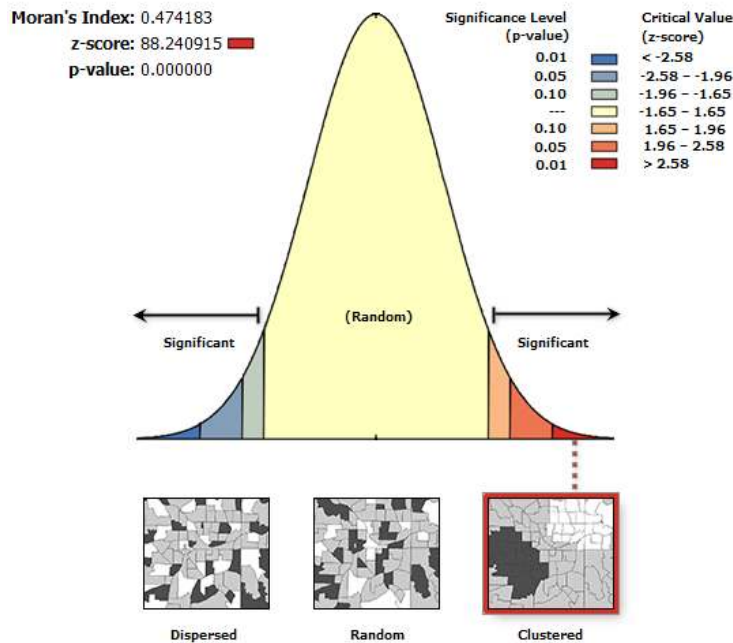 Moran's Index: 0.474183
z-score: 88.240915
p-value: 0.000000
Significance Level
(p-value)
Critical Value
(z-score)
0.01 < -2.58
0.05 -2.58 – -1.96
0.10 -1.96 – -1.65
--- -1.65 – 1.65
0.10 1.65 – 1.96
0.05 1.96 – 2.58
0.01 > 2.58
(Random)
Significant
Significant
Dispersed
Random
Clustered